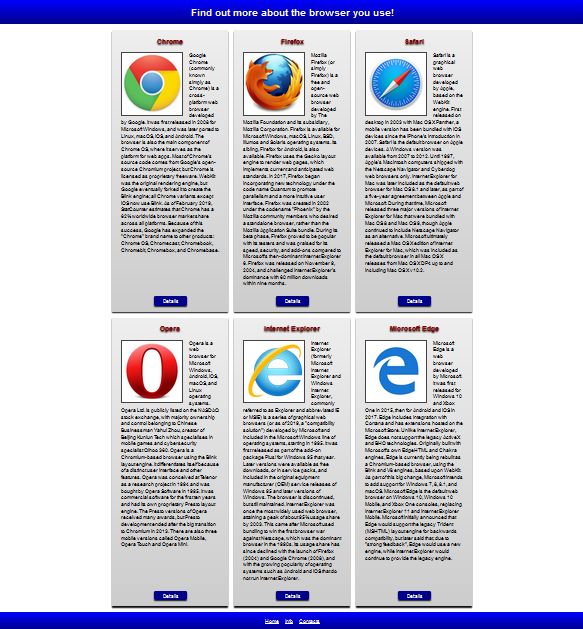 Find out more about the browser you use!
Chrome
Google
Chrome
(commonly
known
simply as
Chrome) is a
cross-
platform web
browser
developed
by Google. It was first released in 2008 for
Microsoft Windows, and was later ported to
Linux, macOS, iOS, and Android. The
browser is also the main component of
Chrome OS, where it serves as the
platform for web apps. Most of Chrome's
source code comes from Google's open-
source Chromium project but Chrome is
licensed as proprietary freeware. WebKit
was the original rendering engine, but
Google eventually forked it to create the
Blink engine; all Chrome variants except
iOS now use Blink. As of February 2019,
StatCounter estimates that Chrome has a
62% worldwide browser market share
across all platforms. Because of this
success, Google has expanded the
"Chrome" brand name to other products:
Chrome OS, Chromecast, Chromebook,
Chromebit, Chromebox, and Chromebase.
Details
Firefox
Mozilla
Firefox (or
simply
Firefox) is a
free and
open-
source web
browser
developed
by The
Mozilla Foundation and its subsidiary,
Mozilla Corporation. Firefox is available for
Microsoft Windows, macOS, Linux, BSD,
illumos and Solaris operating systems. Its
sibling, Firefox for Android, is also
available. Firefox uses the Gecko layout
engine to render web pages, which
implements current and anticipated web
standards. In 2017, Firefox began
incorporating new technology under the
code name Quantum to promote
parallelism and a more intuitive user
interface. Firefox was created in 2002
under the codename "Phoenix" by the
Mozilla community members who desired
a standalone browser, rather than the
Mozilla Application Suite bundle. During its
beta phase, Firefox proved to be popular
with its testers and was praised for its
speed, security, and add-ons compared to
Microsoft's then-dominant Internet Explorer
6. Firefox was released on November 9,
2004, and challenged Internet Explorer's
dominance with 60 million downloads
within nine months.
Details
Safari
Safari is a
graphical
web
browser
developed
by Apple,
based on the
WebKit
engine. First
released on
desktop in 2003 with Mac OS X Panther, a
mobile version has been bundled with iOS
devices since the iPhone's introduction in
2007. Safari is the default browser on Apple
devices. A Windows version was
available from 2007 to 2012. Until 1997,
Apple's Macintosh computers shipped with
the Netscape Navigator and Cyberdog
web browsers only. Internet Explorer for
Mac was later included as the default web
browser for Mac OS 8.1 and later, as part of
a five-year agreement between Apple and
Microsoft. During that time, Microsoft
released three major versions of Internet
Explorer for Mac that were bundled with
Mac OS 8 and Mac OS 9, though Apple
continued to include Netscape Navigator
as an alternative. Microsoft ultimately
released a Mac OS X edition of Internet
Explorer for Mac, which was included as
the default browser in all Mac OS X
releases from Mac OS X DP4 up to and
including Mac OS X v10.2.
Details
Opera
Opera is a
web
browser for
Windows,
Android, iOS,
macOS, and
Linux
operating
systems.
Opera Ltd. is publicly listed on the NASDAQ
stock exchange, with majority ownership
and control belonging to Chinese
Businessman Yahui Zhou, creator of
Beijing Kunlun Tech which specialises in
mobile games and cybersecurity
specialist Qihoo 360. Opera is a
Chromium-based browser using the Blink
layout engine. It differentiates itself because
of a distinct user interface and other
features. Opera was conceived at Telenor
as a research project in 1994 and was
bought by Opera Software in 1995. It was
commercial software for the first ten years
and had its own proprietary Presto layout
engine. The Presto versions of Opera
received many awards, but Presto
development ended after the big transition
to Chromium in 2013. There are also three
mobile versions called Opera Mobile,
Opera Touch and Opera Mini.
Details
Internet Explorer
Internet
Explorer
(formerly
Microsoft
Internet
Explorer and
Windows
Internet
Explorer,
commonly
referred to as Explorer and abbreviated IE
or MSIE) is a series of graphical web
browsers (or as of 2019, a "compatibility
solution") developed by Microsoft and
included in the Microsoft Windows line of
operating systems, starting in 1995. It was
first released as part of the add-on
package Plus! for Windows 95 that year.
Later versions were available as free
downloads, or in service packs, and
included in the original equipment
manufacturer (OEM) service releases of
Windows 95 and later versions of
Windows. The browser is discontinued,
but still maintained. Internet Explorer was
once the most widely used web browser,
attaining a peak of about 95% usage share
by 2003. This came after Microsoft used
bundling to win the first browser war
against Netscape, which was the dominant
browser in the 1990s. Its usage share has
since declined with the launch of Firefox
(2004) and Google Chrome (2008), and
with the growing popularity of operating
systems such as Android and iOS that do
not run Internet Explorer.
Details
Microsoft Edge
Microsoft
Edge is a
web
browser
developed
by Microsoft.
It was first
released for
Windows 10
and Xbox
One in 2015, then for Android and iOS in
2017. Edge includes integration with
Cortana and has extensions hosted on the
Microsoft Store. Unlike Internet Explorer,
Edge does not support the legacy ActiveX
and BHO technologies. Originally built with
Microsoft's own EdgeHTML and Chakra
engines, Edge is currently being rebuilt as
a Chromium-based browser, using the
Blink and V8 engines, based upon WebKit.
As part of this big change, Microsoft intends
to add support for Windows 7, 8, 8.1, and
macOS. Microsoft Edge is the default web
browser on Windows 10, Windows 10
Mobile, and Xbox One consoles, replacing
Internet Explorer 11 and Internet Explorer
Mobile. Microsoft initially announced that
Edge would support the legacy Trident
(MSHTML) layout engine for backwards
compatibility, but later said that, due to
"strong feedback", Edge would use a new
engine, while Internet Explorer would
continue to provide the legacy engine.
Details
Home Info Contacts